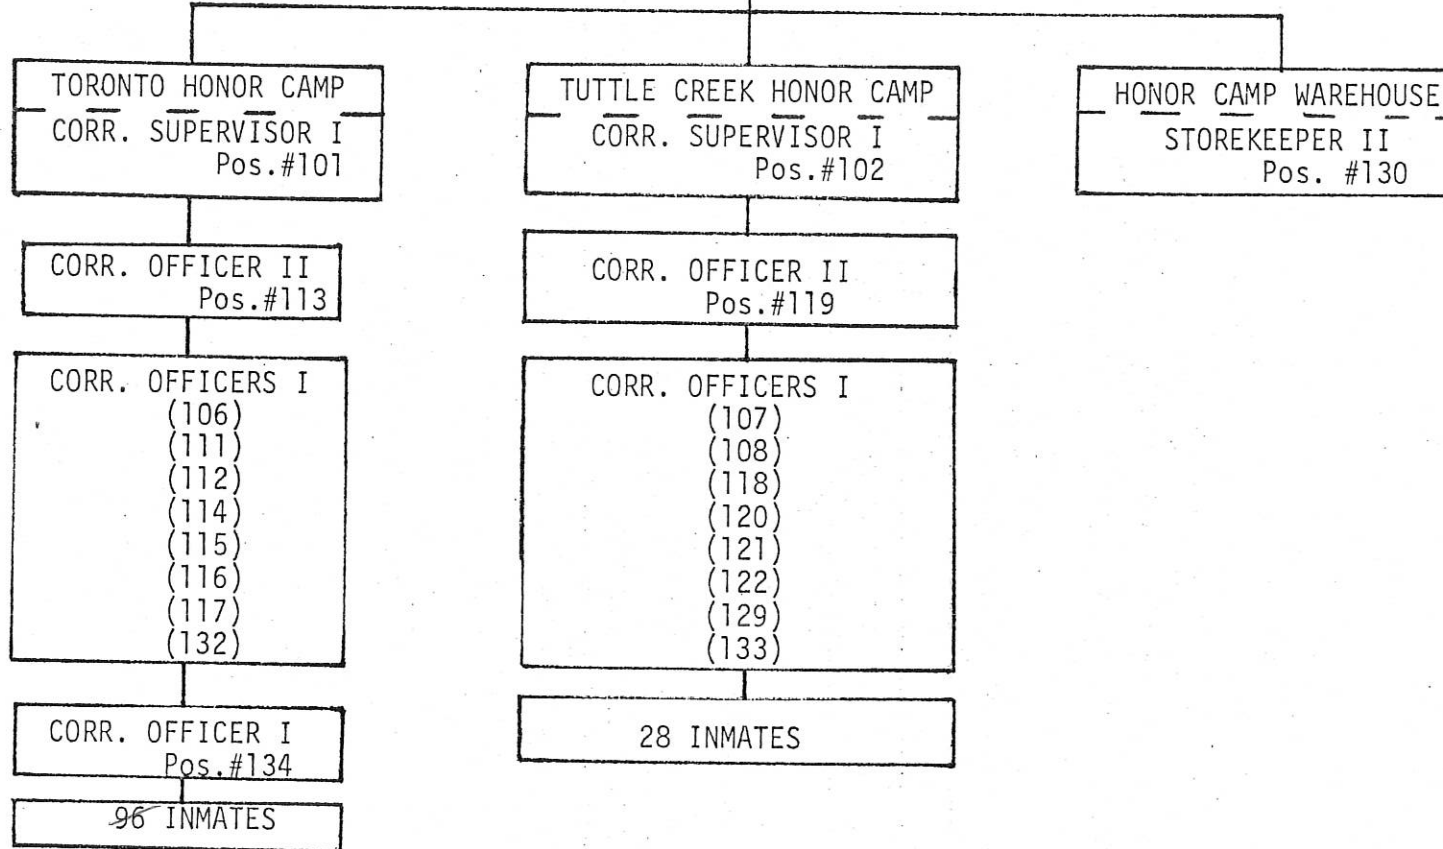 TORONTO HONOR CAMP
CORR. SUPERVISOR I
Pos.#101
CORR. OFFICER II
Pos.#113
CORR. OFFICERS I
(106)
(111)
(112)
(114)
(115)
(116)
(117)
(132)
CORR. OFFICER I
Pos.#134
96 INMATES
TUTTLE CREEK HONOR CAMP
CORR. SUPERVISOR I
Pos.#102
CORR. OFFICER II
Pos.#119
CORR. OFFICERS I
(107)
(108)
(118)
(120)
(121)
(122)
(129)
(133)
28 INMATES
HONOR CAMP WAREHOUSE
STOREKEEPER II
Pos. #130